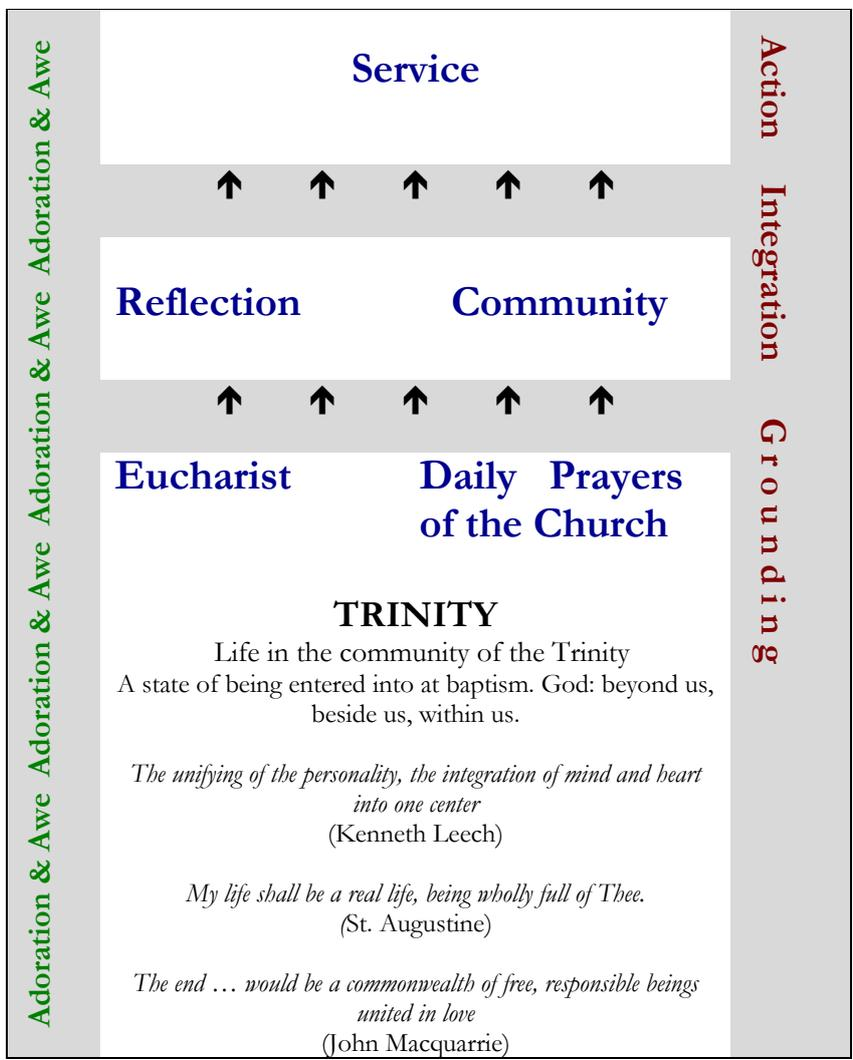 Adoration & Awe Adoration & Awe Adoration & Awe Adoration & Awe
Service
Reflection Community
Eucharist Daily Prayers
of the Church
TRINITY
Life in the community of the Trinity
A state of being entered into at baptism. God: beyond us,
beside us, within us.
The unifying of the personality, the integration of mind and heart
into one center
(Kenneth Leech)
My life shall be a real life, being wholly full of Thee.
(St. Augustine)
The end … would be a commonwealth of free, responsible beings
united in love
(John Macquarrie)
Action Integration Grounding